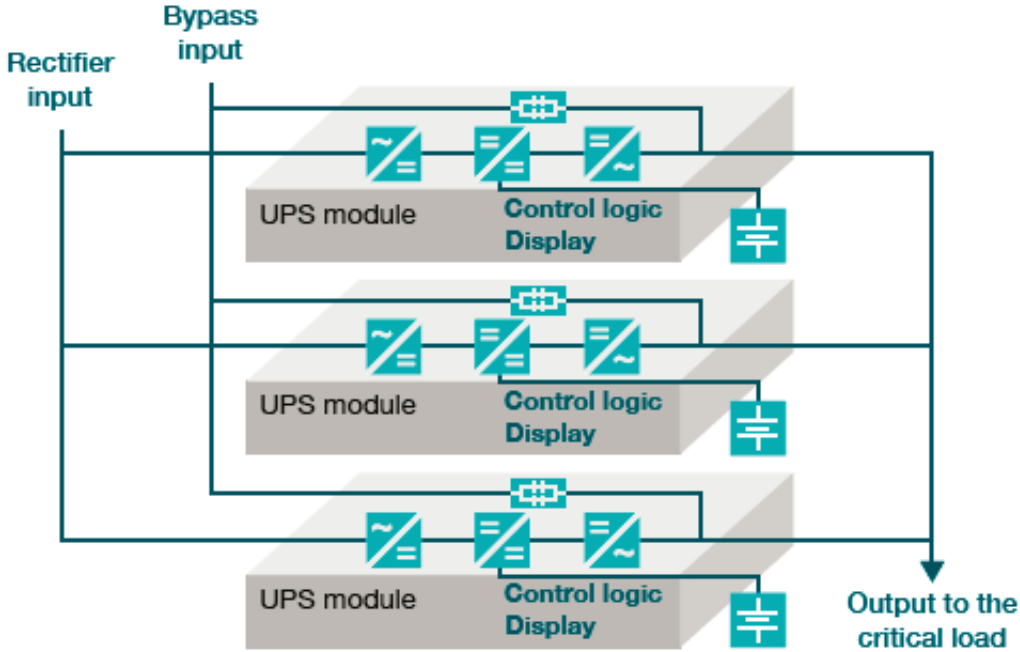 Bypass
input
Rectifier
input
UPS module
Control logic
Display
UPS module
Control logic
Display
UPS module
Control logic
Display
Output to the
critical load